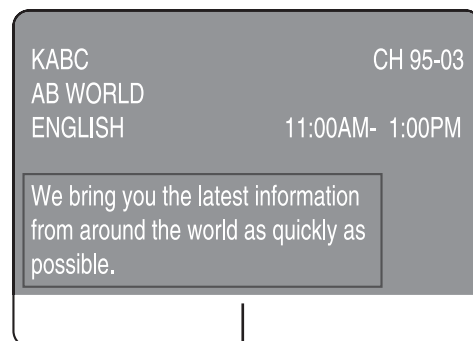 KABC CH 95-03
AB WORLD
ENGLISH 11:00AM- 1:00PM
We bring you the latest information
from around the world as quickly as
possible.